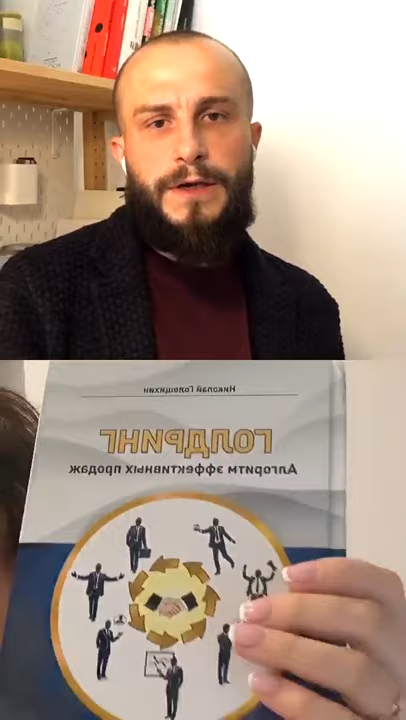 Николай Голощихин
ГОЛДРИНГ
Алгоритм эффективных продаж